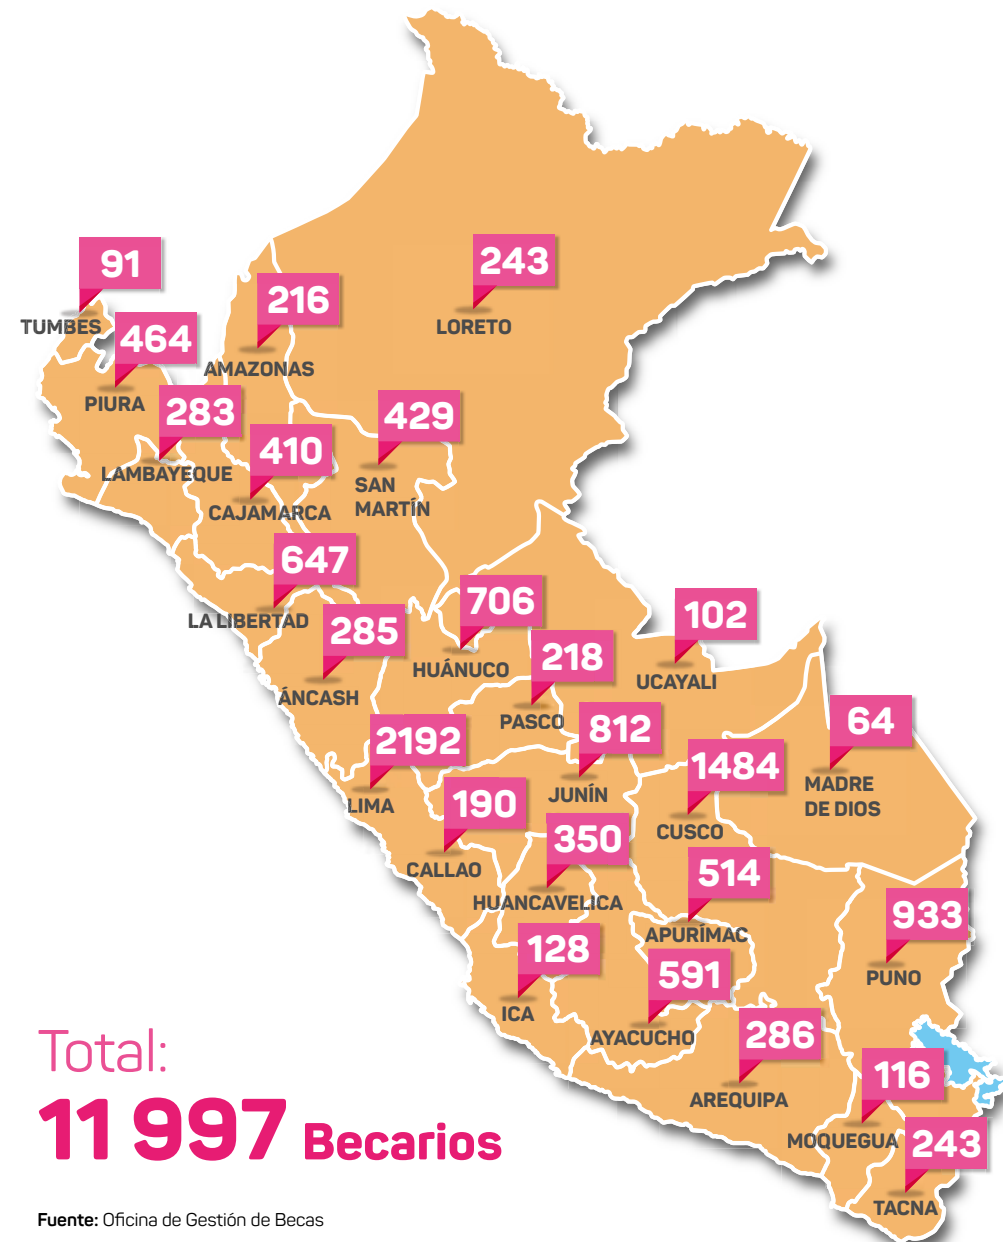 91
TUMBES
243
LORETO
216
AMAZONAS
464
PIURA
283
LAMBAYEQUE
429
SAN
MARTÍN
410
CAJAMARCA
647
LA LIBERTAD
706
HUÁNUCO
102
UCAYALI
285
ÁNCASH
218
PASCO
64
MADRE
DE DIOS
2192
LIMA
812
JUNÍN
1484
CUSCO
190
CALLAO
350
HUANCAVELICA
514
APURÍMAC
933
PUNO
128
ICA
591
AYACUCHO
286
AREQUIPA
116
MOQUEGUA
243
TACNA
Total:
11 997 Becarios
Fuente: Oficina de Gestión de Becas